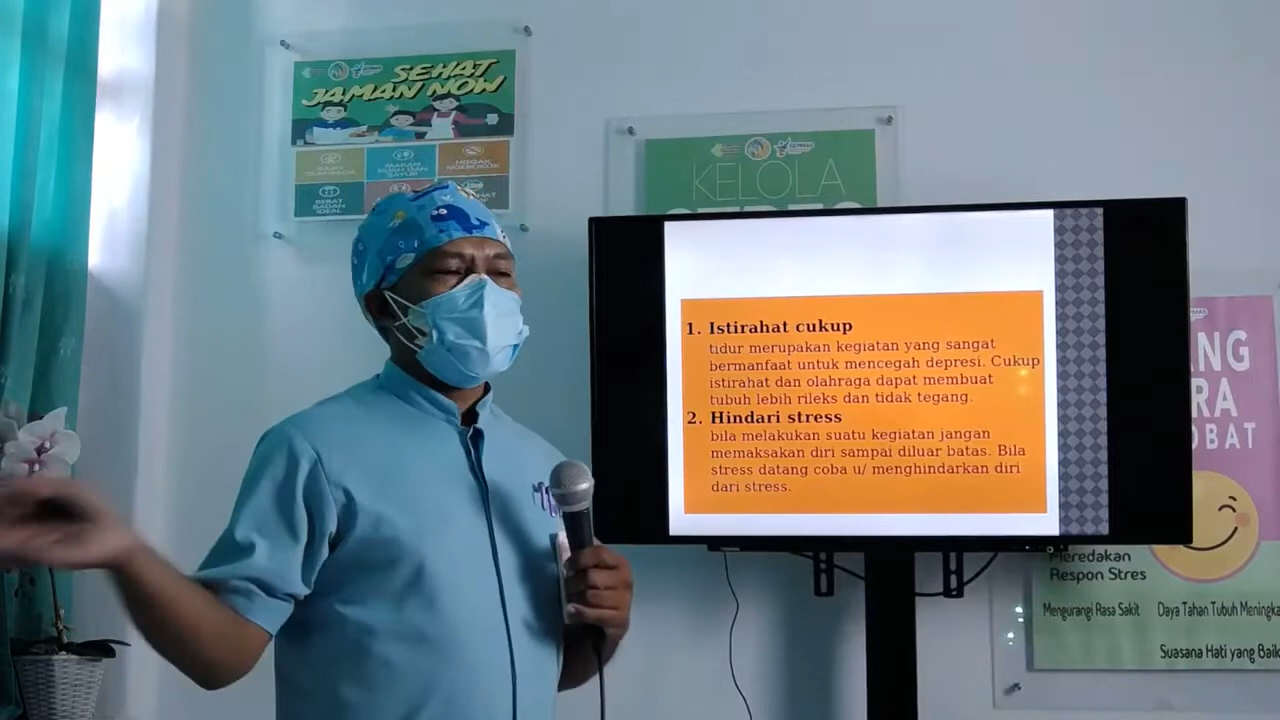 SEHAT
JAMAN NOW
MAKAN
BUAH DAN
SAYUR
BERAT
BADAN
IDEAL
KELOLA
1. Istirahat cukup
tidur merupakan kegiatan yang sangat
bermanfaat untuk mencegah depresi. Cukup
istirahat dan olahraga dapat membuat
tubuh lebih rileks dan tidak tegang.
2. Hindari stress
bila melakukan suatu kegiatan jangan
memaksakan diri sampai diluar batas. Bila
stress datang coba u/ menghindarkan diri
dari stress.
NG
RA
OBAT
Meredakan
Respon Stres
Mengurangi Rasa Sakit
Daya Tahan Tubuh Meningka
Suasana Hati yang Baik